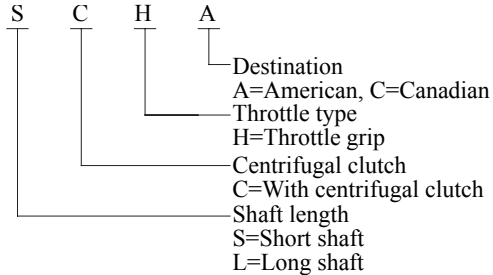 S C H A
Destination
A=American, C=Canadian
Throttle type
H=Throttle grip
Centrifugal clutch
C=With centrifugal clutch
Shaft length
S=Short shaft
L=Long shaft